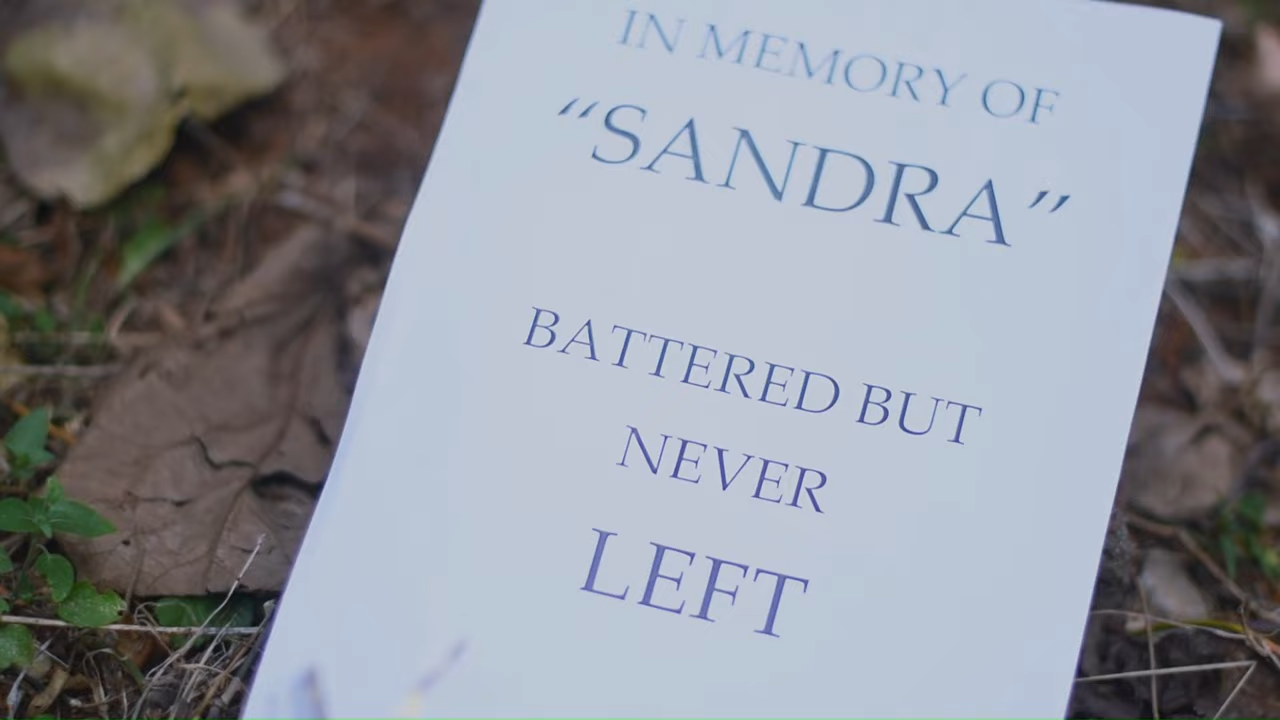 IN MEMORY OF
“SANDRA”
BATTERED BUT
NEVER
LEFT